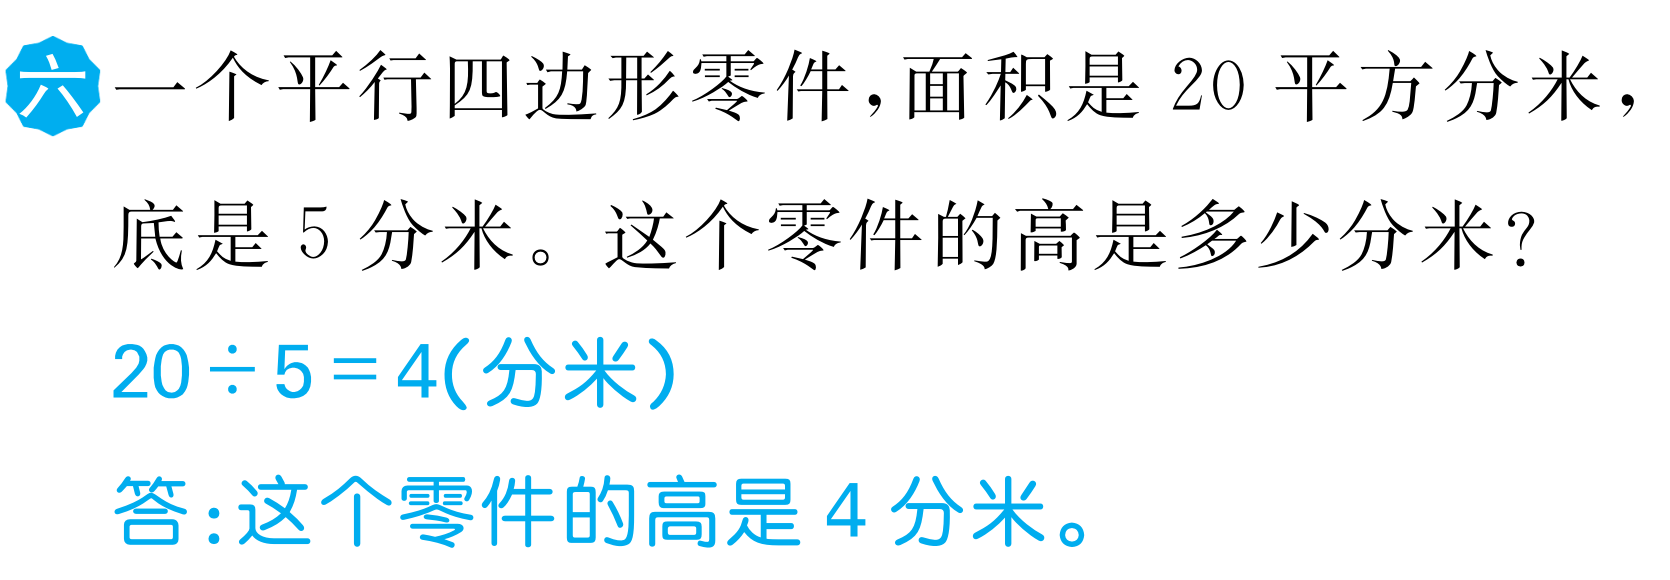 六 一个平行四边形零件,面积是 20 平方分米,
底是 5 分米。这个零件的高是多少分米?
20÷5=4(分米)
答:这个零件的高是 4 分米。